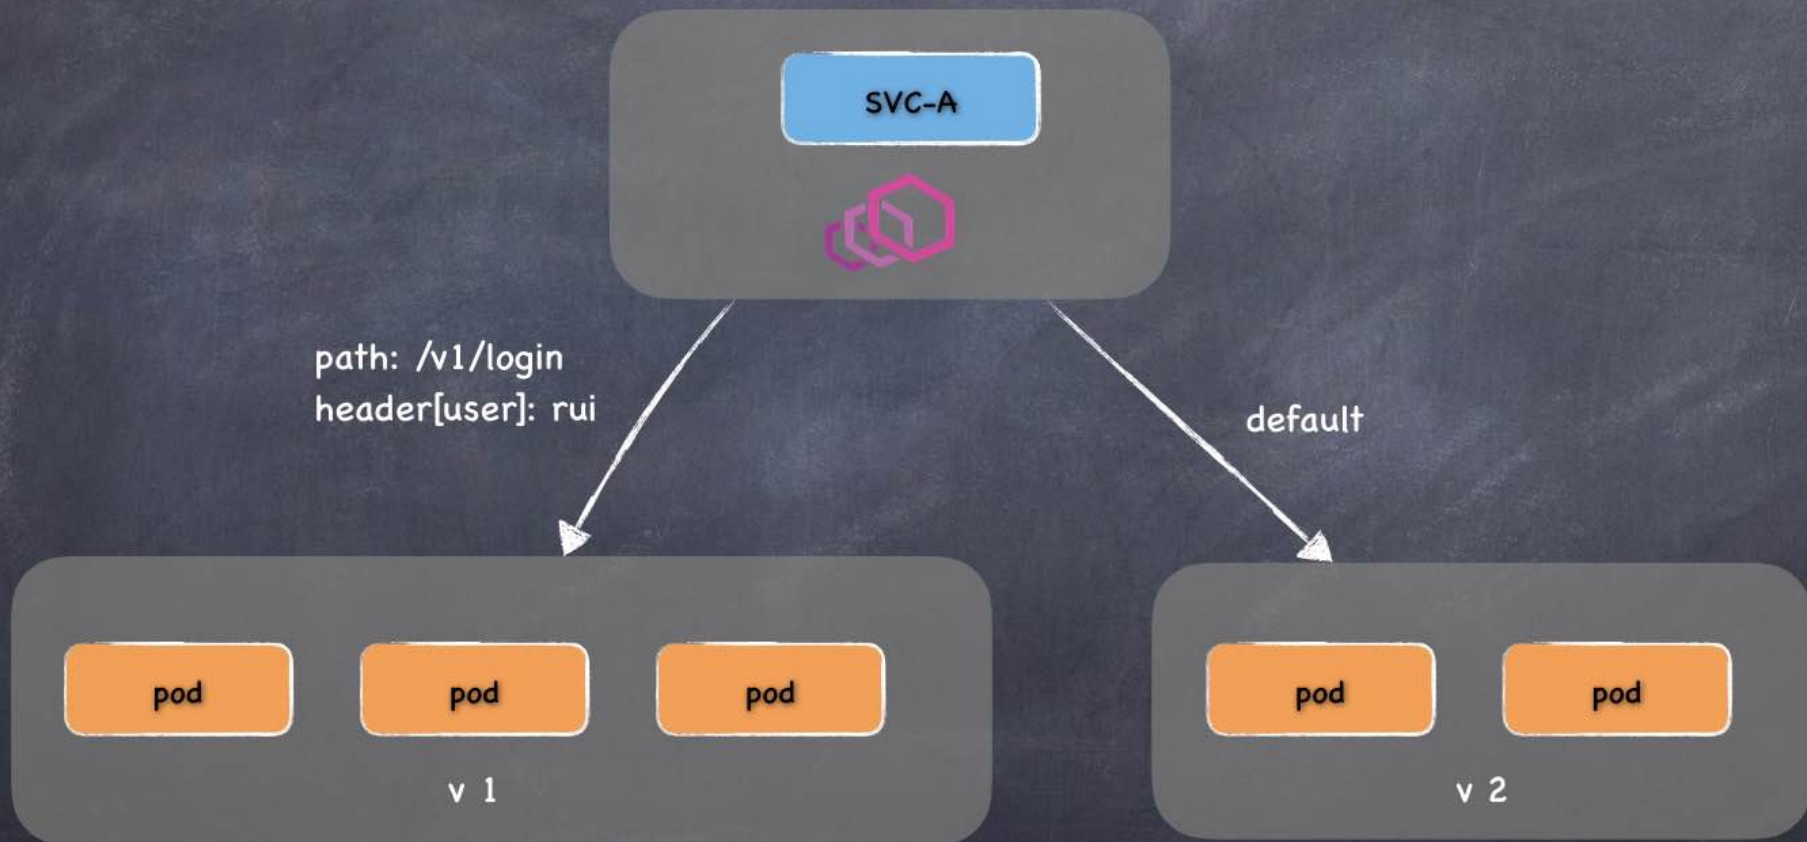 SVC-A
path: /v1/login
header[user]: rui
default
pod
pod
pod
v 1
pod
pod
v 2